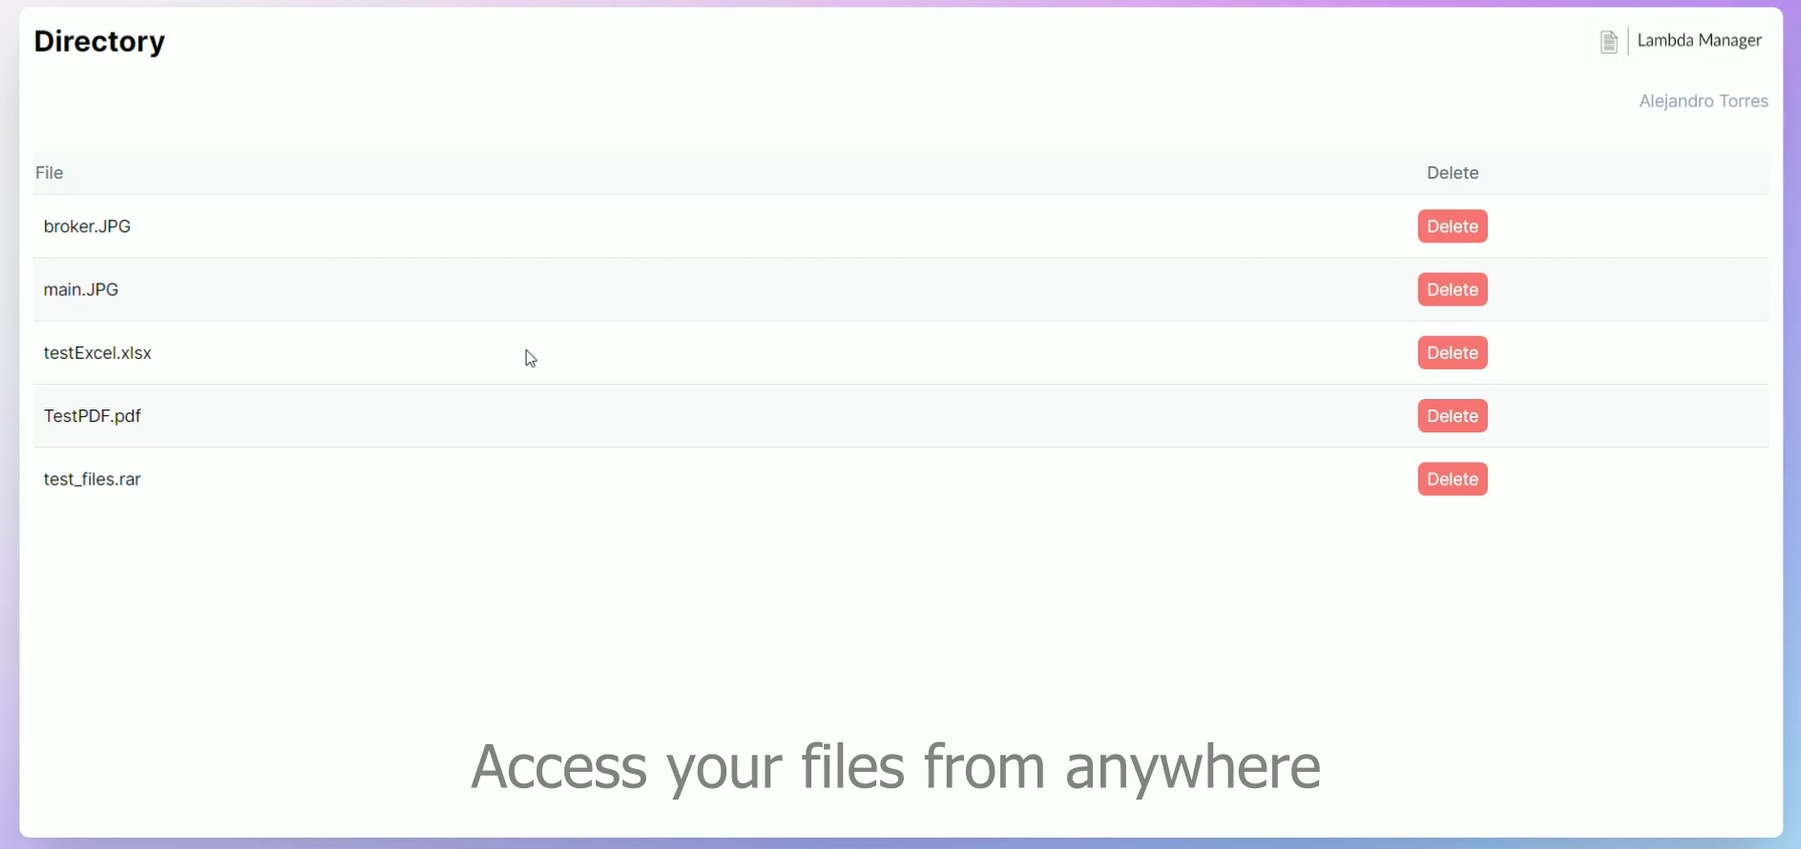 Directory
Lambda Manager
Alejandro Torres
File Delete
broker.JPG Delete
main.JPG Delete
testExcel.xlsx Delete
TestPDF.pdf Delete
test_files.rar Delete
Access your files from anywhere